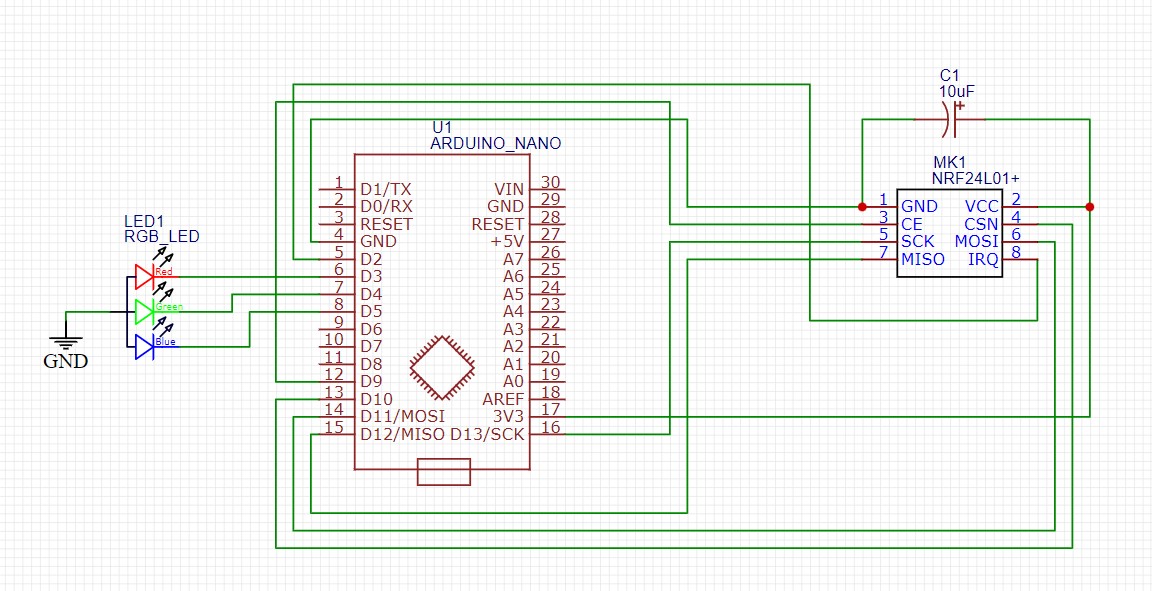 C1
10uF
U1
ARDUINO_NANO
MK1
NRF24L01+
1 D1/TX VIN 30
2 D0/RX GND 29
3 RESET RESET 28
4 GND +5V 27
5 D2 A7 26
6 D3 A6 25
7 D4 A5 24
8 D5 A4 23
9 D6 A3 22
10 D7 A2 21
11 D8 A1 20
12 D9 A0 19
13 D10 AREF 18
14 D11/MOSI 3V3 17
15 D12/MISO D13/SCK 16
1 GND VCC 2
3 CE CSN 4
5 SCK MOSI 6
7 MISO IRQ 8
LED1
RGB_LED
Red
Green
Blue
GND